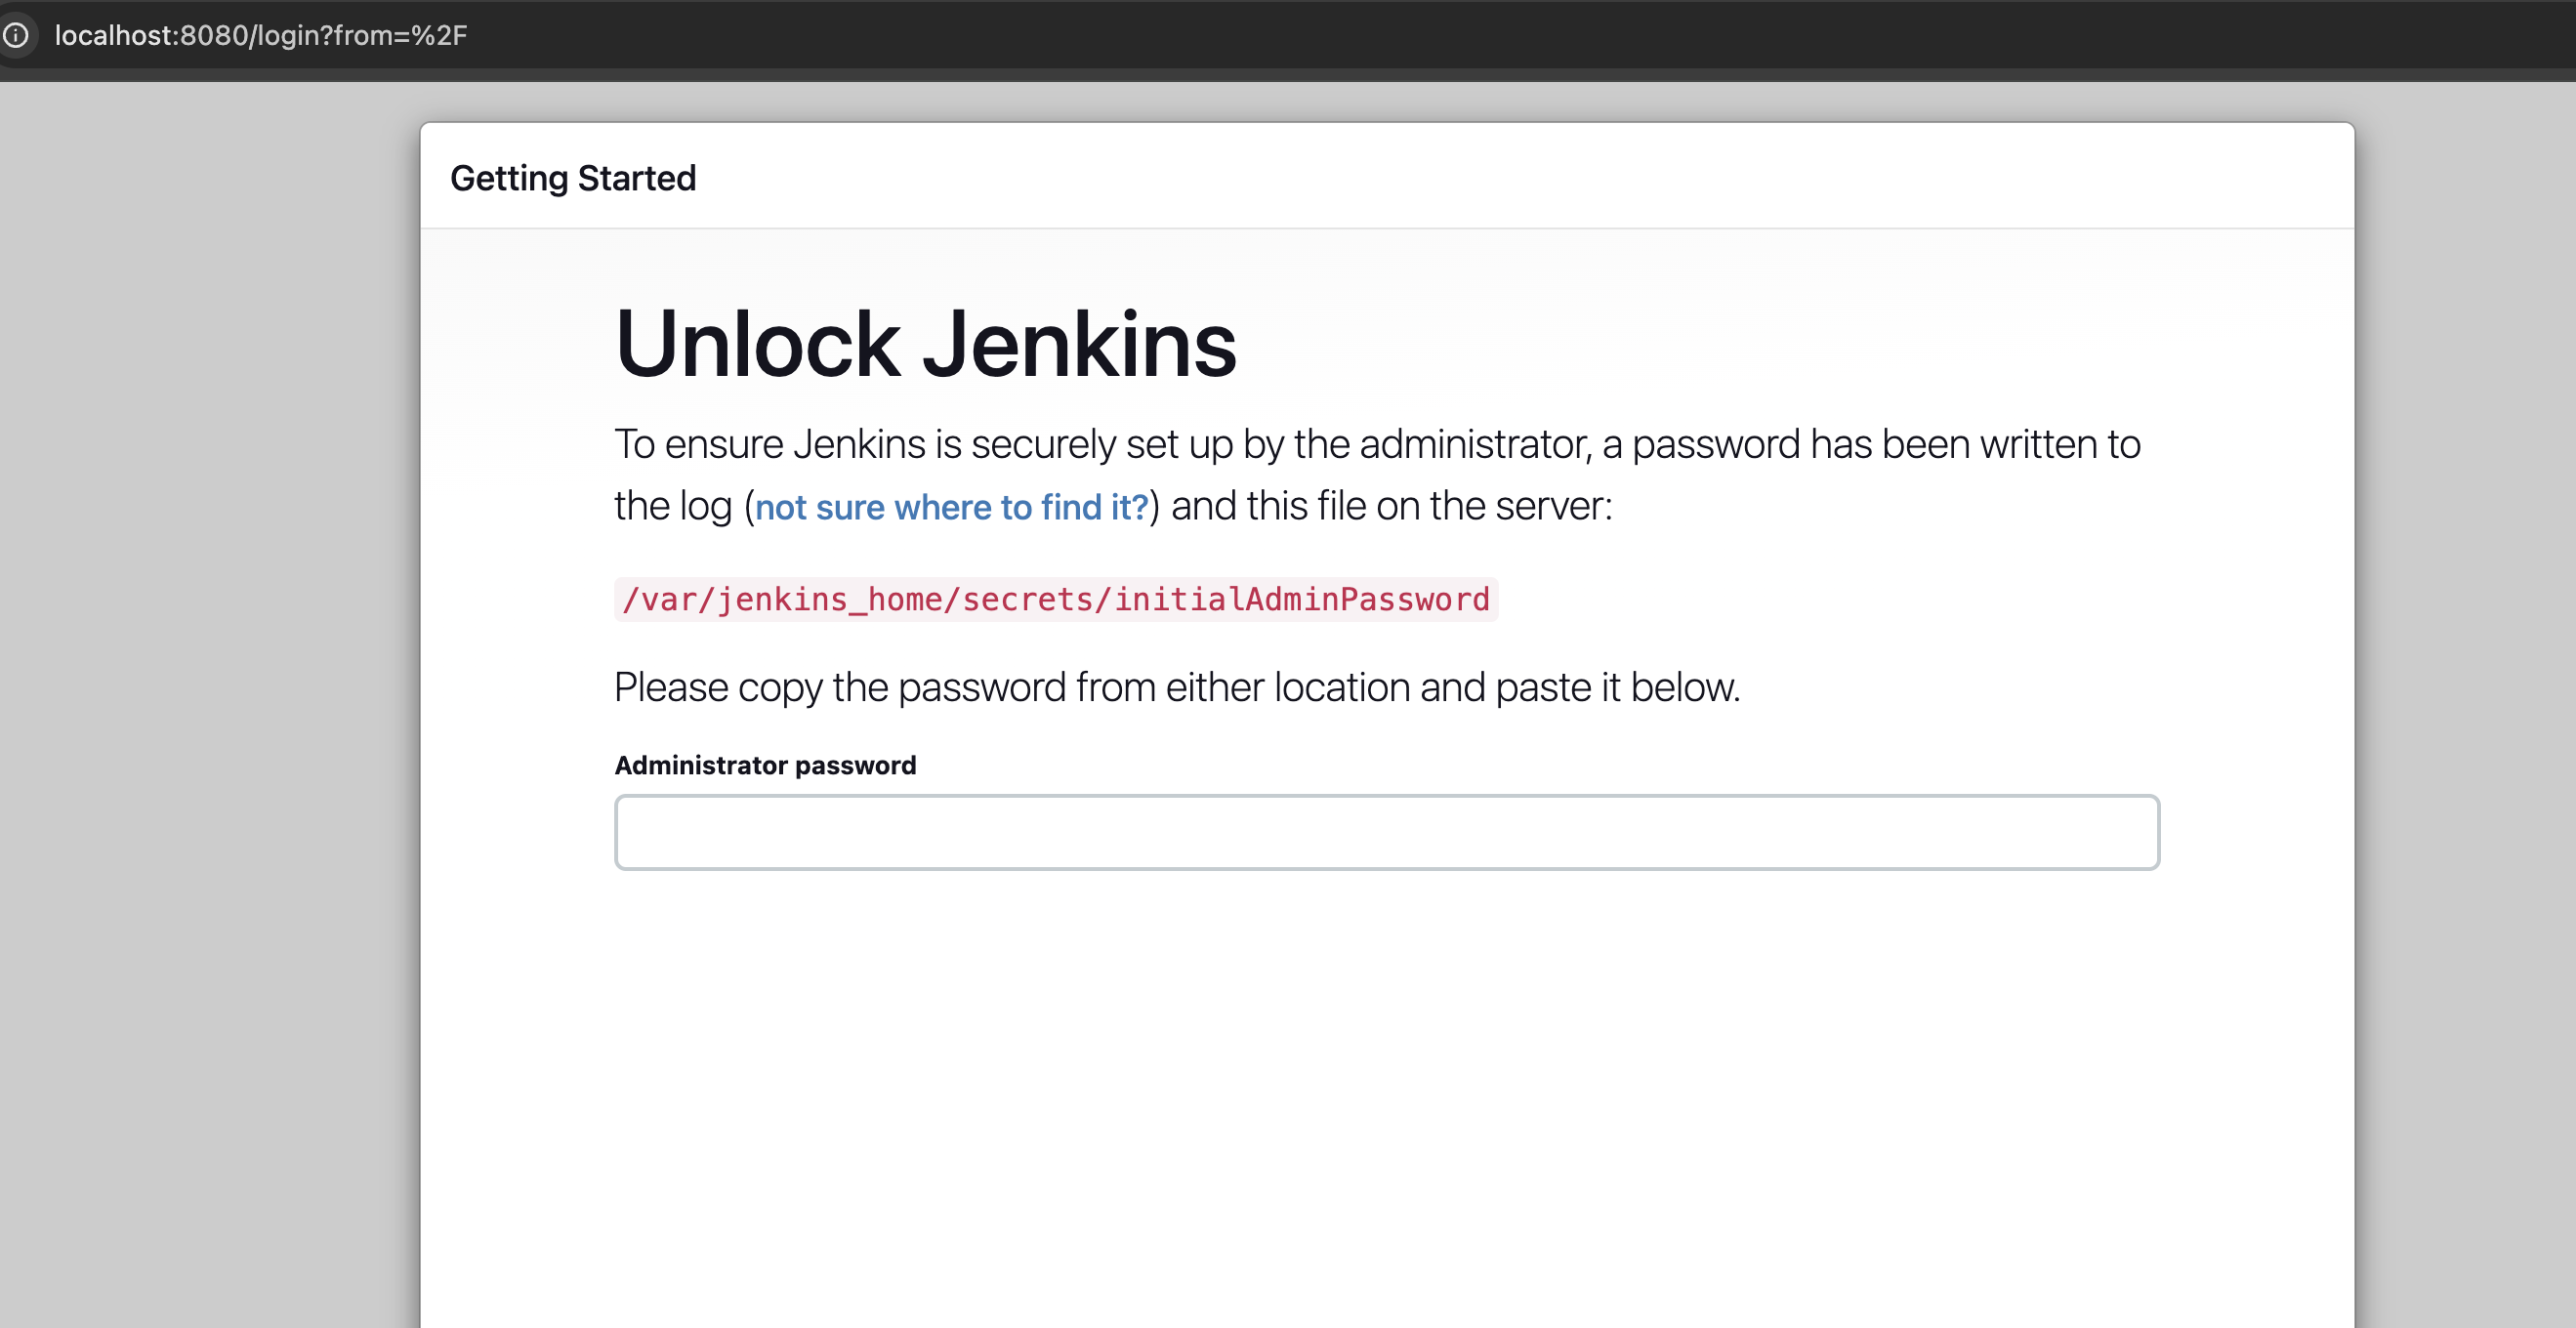 localhost:8080/login?from=%2F
Getting Started
Unlock Jenkins
To ensure Jenkins is securely set up by the administrator, a password has been written to
the log (not sure where to find it?) and this file on the server:
/var/jenkins_home/secrets/initialAdminPassword
Please copy the password from either location and paste it below.
Administrator password